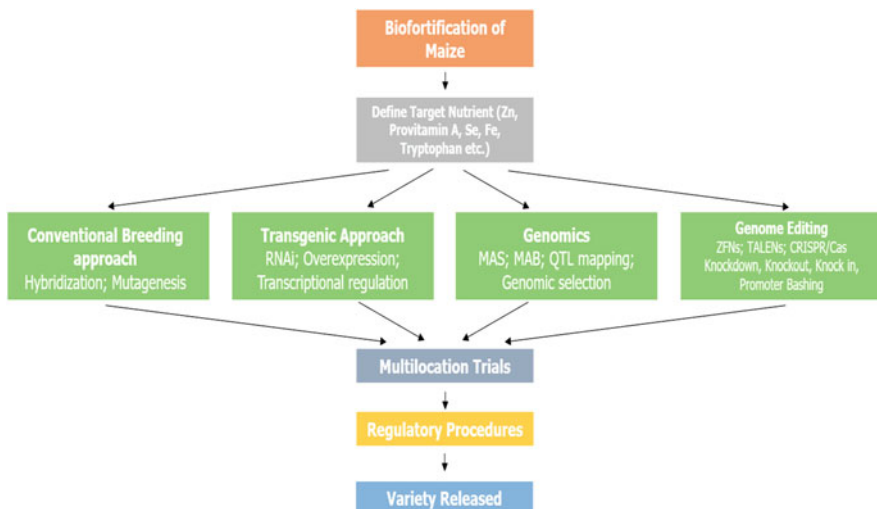 Biofortification of
Maize
Define Target Nutrient (Zn,
Provitamin A, Se, Fe,
Tryptophan etc.)
Conventional Breeding
approach
Hybridization; Mutagenesis
Transgenic Approach
RNAi; Overexpression;
Transcriptional regulation
Genomics
MAS; MAB; QTL mapping;
Genomic selection
Genome Editing
ZFNs; TALENs; CRISPR/Cas
Knockdown, Knockout, Knock in,
Promoter Bashing
Multilocation Trials
Regulatory Procedures
Variety Released